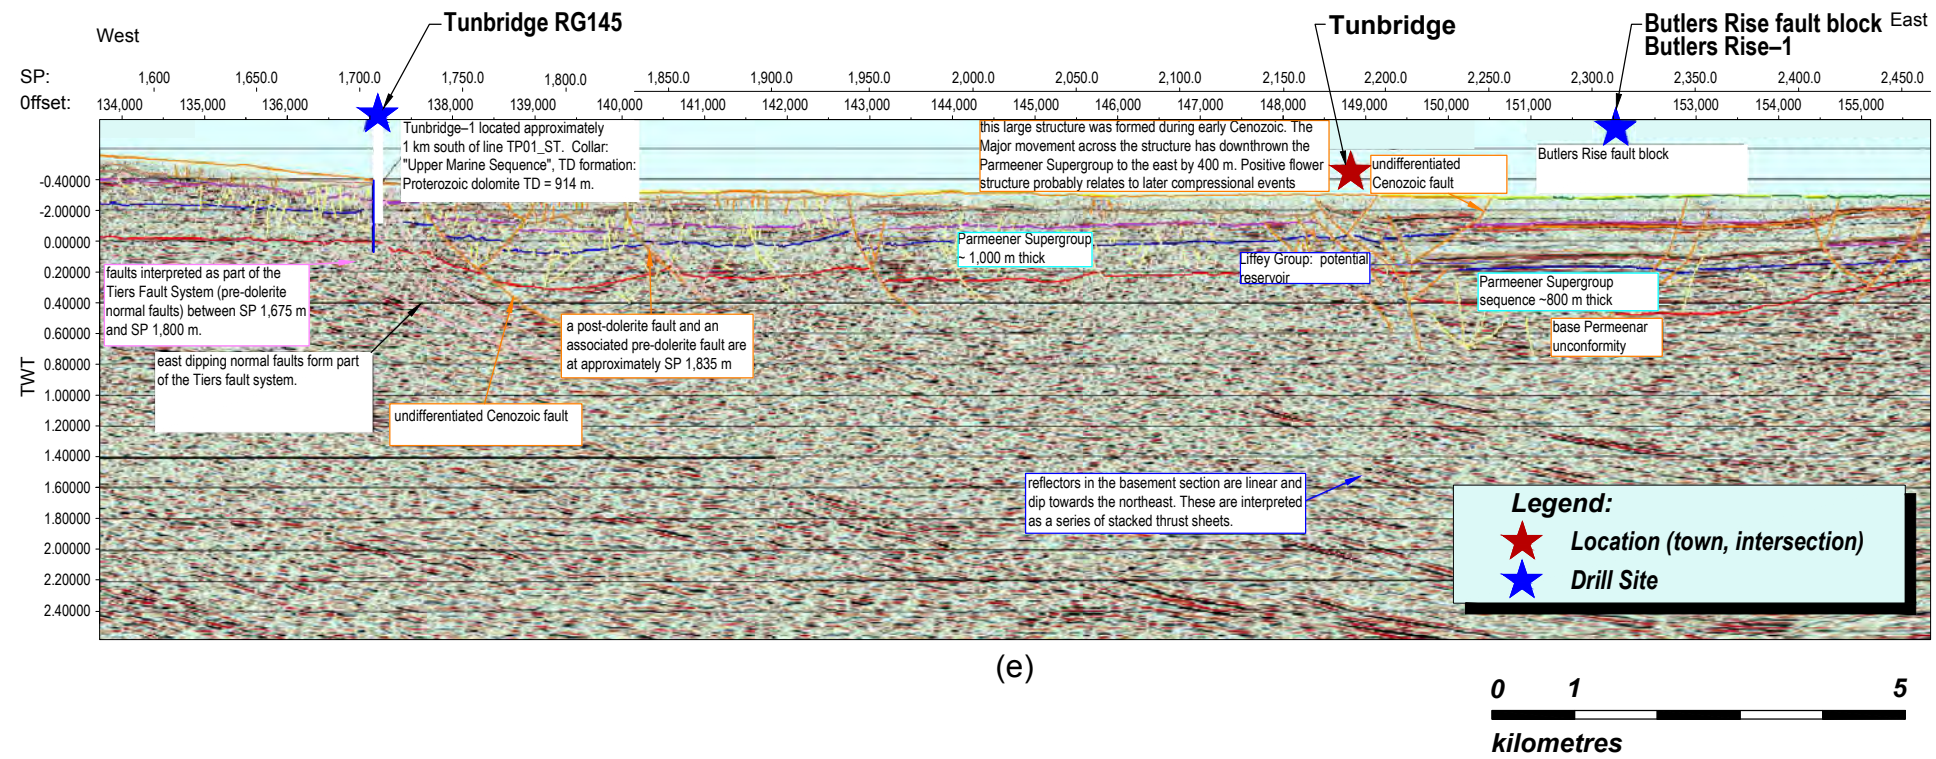 Tunbridge RG145
Tunbridge
Butlers Rise fault block
Butlers Rise–1
West
East
SP:
1,600
1,650.0
1,700.0
1,750.0
1,800.0
1,850.0
1,900.0
1,950.0
2,000.0
2,050.0
2,100.0
2,150.0
2,200.0
2,250.0
2,300.0
2,350.0
2,400.0
2,450.0
Offset:
134,000
135,000
136,000
138,000
139,000
140,000
141,000
142,000
143,000
144,000
145,000
146,000
147,000
148,000
149,000
150,000
151,000
153,000
154,000
155,000
Tunbridge–1 located approximately
1 km south of line TP01_ST. Collar:
"Upper Marine Sequence", TD formation:
Proterozoic dolomite TD = 914 m.
this large structure was formed during early Cenozoic. The
Major movement across the structure has downthrown the
Parmeener Supergroup to the east by 400 m. Positive flower
structure probably relates to later compressional events
undifferentiated
Cenozoic fault
Butlers Rise fault block
-0.40000
-2.00000
0.00000
0.20000
0.40000
0.60000
0.80000
1.00000
1.20000
1.40000
1.60000
1.80000
2.00000
2.20000
2.40000
TWT
Parmeener Supergroup
~ 1,000 m thick
Liffey Group: potential
reservoir
faults interpreted as part of the
Tiers Fault System (pre-dolerite
normal faults) between SP 1,675 m
and SP 1,800 m.
Parmeener Supergroup
sequence ~800 m thick
a post-dolerite fault and an
associated pre-dolerite fault are
at approximately SP 1,835 m
base Permeenar
unconformity
east dipping normal faults form part
of the Tiers fault system.
undifferentiated Cenozoic fault
reflectors in the basement section are linear and
dip towards the northeast. These are interpreted
as a series of stacked thrust sheets.
Legend:
Location (town, intersection)
Drill Site
(e)
0 1 5
kilometres